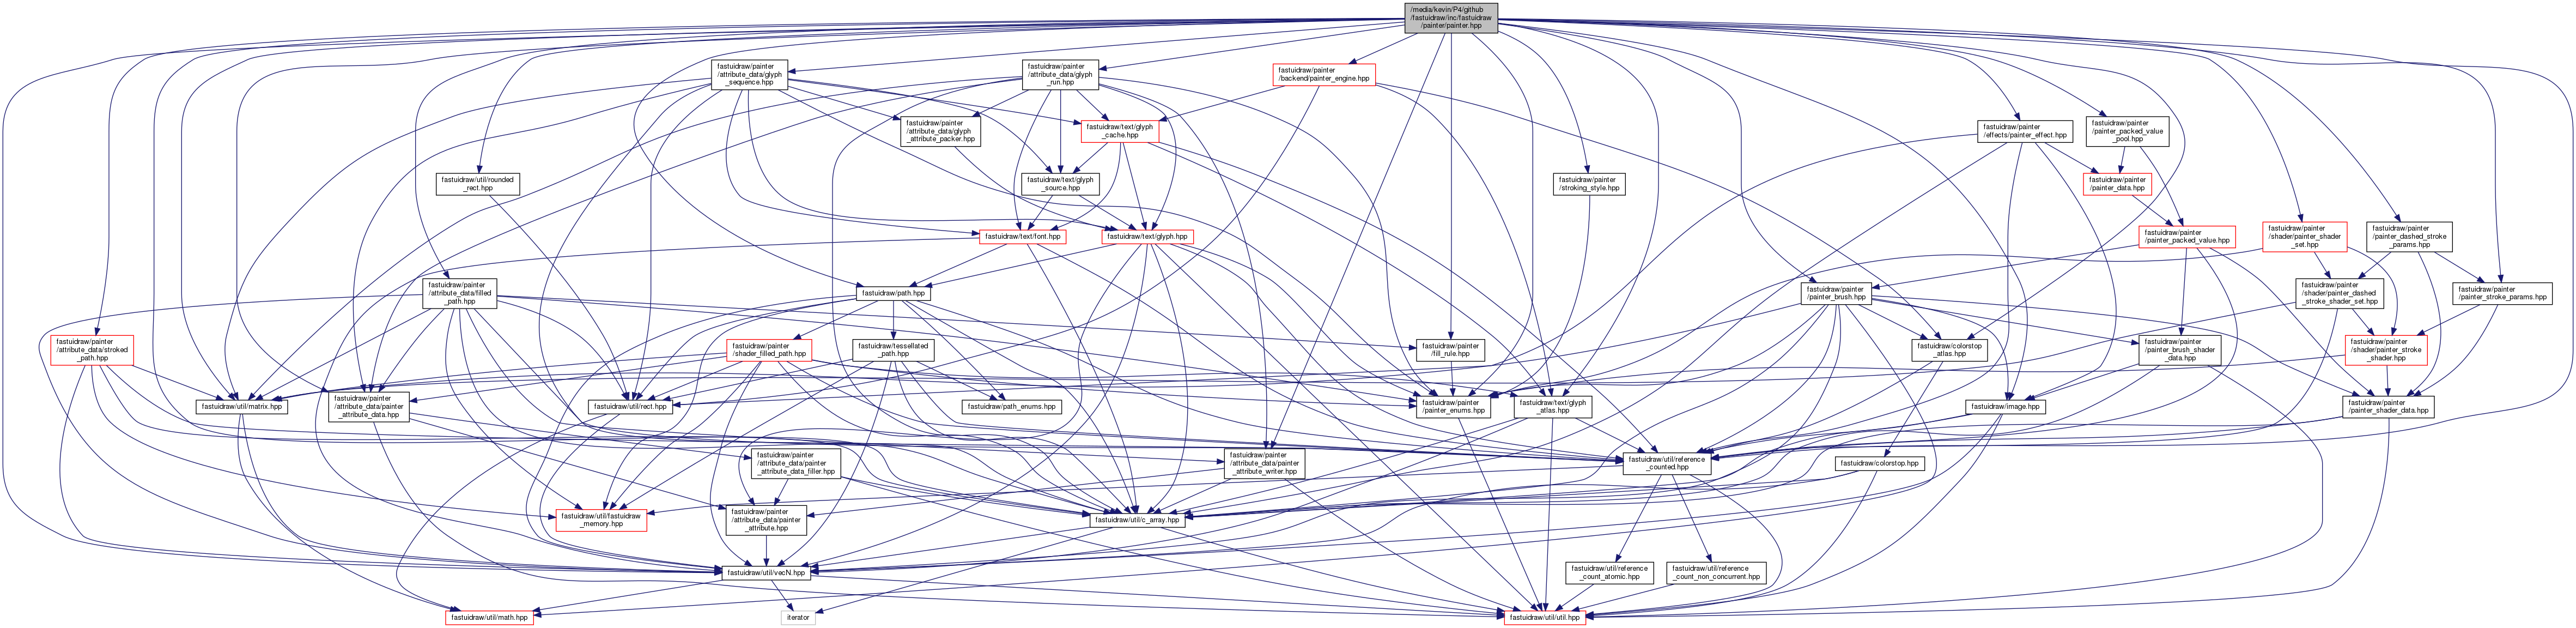 /media/kevin/P4/github
/fastuidraw/inc/fastuidraw
/painter/painter.hpp
fastuidraw/painter
/attribute_data/glyph
_sequence.hpp
fastuidraw/painter
/attribute_data/glyph
_run.hpp
fastuidraw/painter
/backend/painter_engine.hpp
fastuidraw/painter
/attribute_data/glyph
_attribute_packer.hpp
fastuidraw/text/glyph
_cache.hpp
fastuidraw/painter
/effects/painter_effect.hpp
fastuidraw/painter
/painter_packed_value
_pool.hpp
fastuidraw/util/rounded
_rect.hpp
fastuidraw/text/glyph
_source.hpp
fastuidraw/painter
/stroking_style.hpp
fastuidraw/painter
/painter_data.hpp
fastuidraw/text/font.hpp
fastuidraw/text/glyph.hpp
fastuidraw/painter
/painter_packed_value.hpp
fastuidraw/painter
/shader/painter_shader
_set.hpp
fastuidraw/painter
/painter_dashed_stroke
_params.hpp
fastuidraw/painter
/attribute_data/filled
_path.hpp
fastuidraw/path.hpp
fastuidraw/painter
/painter_brush.hpp
fastuidraw/painter
/shader/painter_dashed
_stroke_shader_set.hpp
fastuidraw/painter
/painter_stroke_params.hpp
fastuidraw/painter
/attribute_data/stroked
_path.hpp
fastuidraw/painter
/shader_filled_path.hpp
fastuidraw/tessellated
_path.hpp
fastuidraw/painter
/fill_rule.hpp
fastuidraw/colorstop
_atlas.hpp
fastuidraw/painter
/painter_brush_shader
_data.hpp
fastuidraw/painter
/shader/painter_stroke
_shader.hpp
fastuidraw/util/matrix.hpp
fastuidraw/painter
/attribute_data/painter
_attribute_data.hpp
fastuidraw/util/rect.hpp
fastuidraw/path_enums.hpp
fastuidraw/painter
/painter_enums.hpp
fastuidraw/text/glyph
_atlas.hpp
fastuidraw/image.hpp
fastuidraw/painter
/painter_shader_data.hpp
fastuidraw/painter
/attribute_data/painter
_attribute_data_filler.hpp
fastuidraw/painter
/attribute_data/painter
_attribute_writer.hpp
fastuidraw/util/reference
_counted.hpp
fastuidraw/colorstop.hpp
fastuidraw/util/fastuidraw
_memory.hpp
fastuidraw/painter
/attribute_data/painter
_attribute.hpp
fastuidraw/util/c_array.hpp
fastuidraw/util/vecN.hpp
fastuidraw/util/reference
_count_atomic.hpp
fastuidraw/util/reference
_count_non_concurrent.hpp
fastuidraw/util/math.hpp
iterator
fastuidraw/util/util.hpp